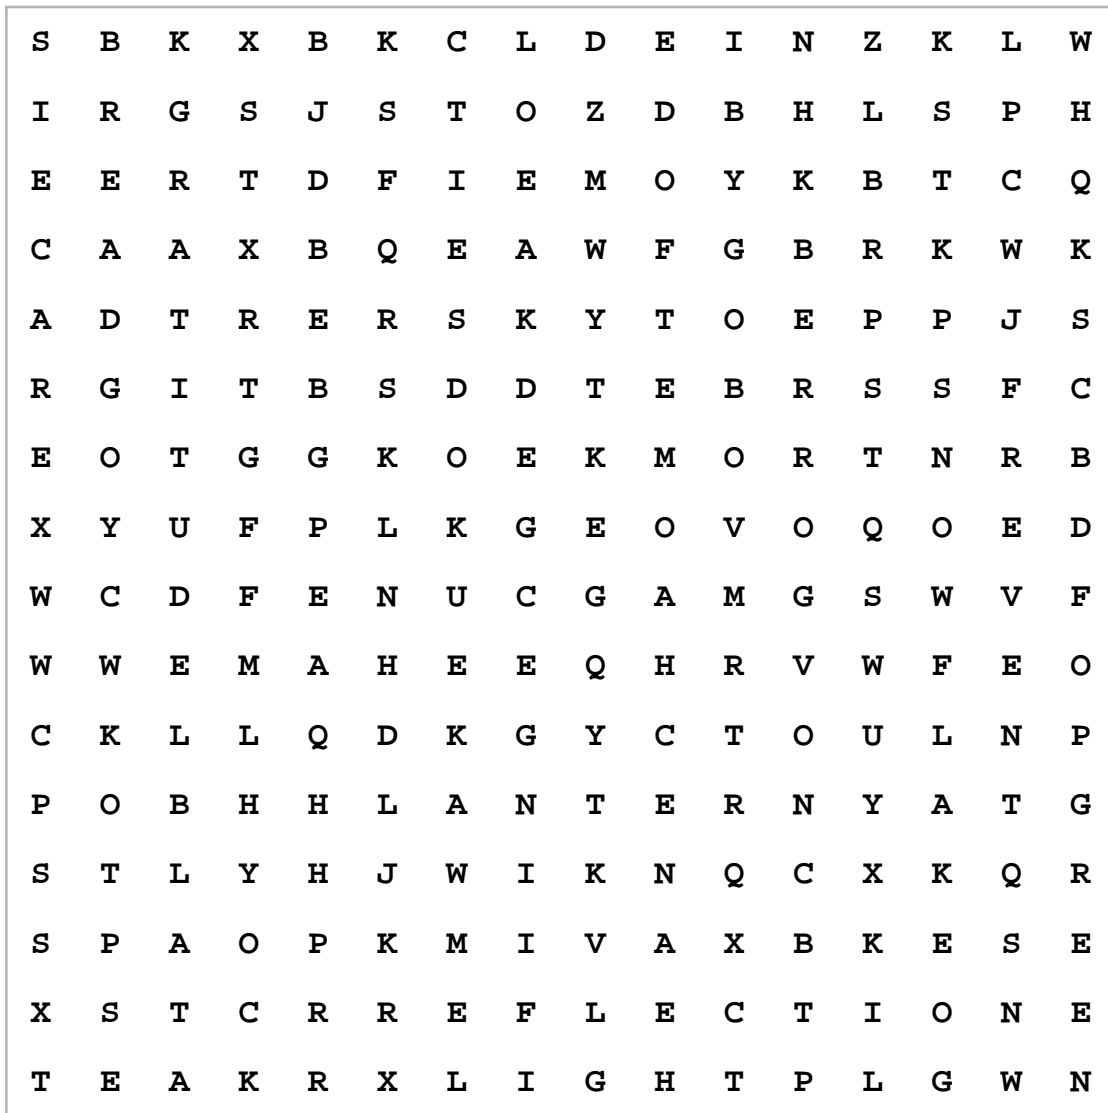 S B K X B K C L D E I N Z K L W
I R G S J S T O Z D B H L S P H
E E R T D F I E M O Y K B T C Q
C A A X B Q E A W F G B R K W K
A D T R E R S K Y T O E P P J S
R G I T B S D D T E B R S S F C
E O T G G K O E K M O R T N R B
X Y U F P L K G E O V O Q O E D
W C D F E N U C G A M G S W V F
W W E M A H E E Q H R V W F E O
C K L L Q D K G Y C T O U L N P
P O B H H L A N T E R N Y A T G
S T L Y H J W I K N Q C X K Q R
S P A O P K M I V A X B K E S E
X S T C R R E F L E C T I O N E
T E A K R X L I G H T P L G W N